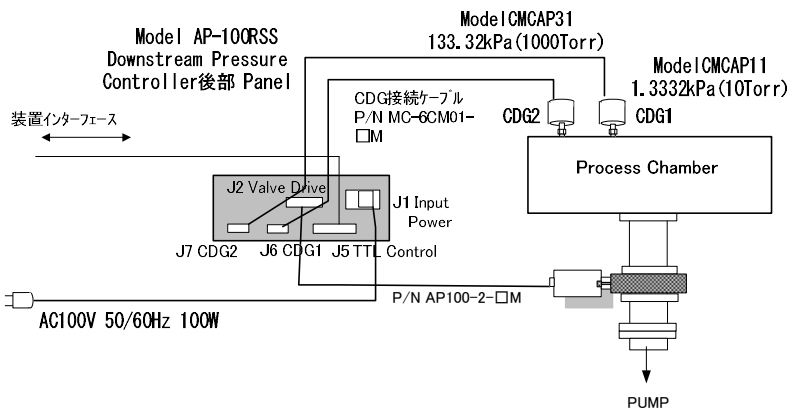 ModelCMCAP31
133.32kPa(1000Torr)
Model AP-100RSS
Downstream Pressure
Controller後部 Panel
ModelCMCAP11
1.3332kPa(10Torr)
CDG接続ケーブル
P/N MC-6CM01-
□M
CDG2
CDG1
装置インターフェース
Process Chamber
J2 Valve Drive
J1 Input
Power
J7 CDG2
J6 CDG1
J5 TTL Control
P/N AP100-2-□M
AC100V 50/60Hz 100W
PUMP